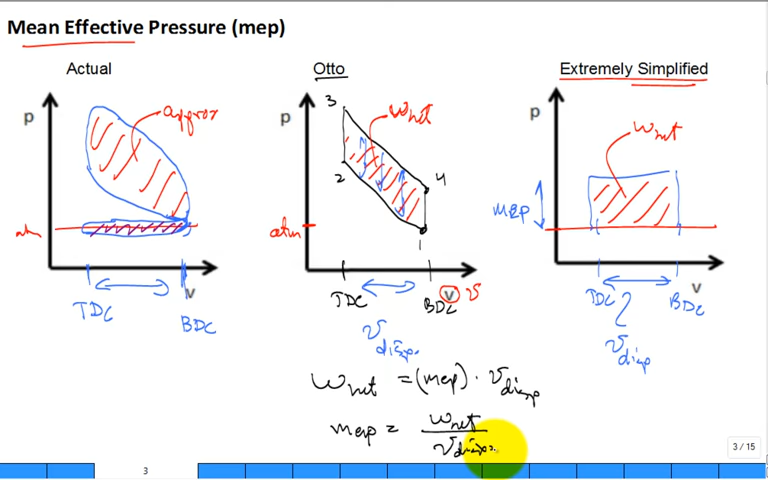 Mean Effective Pressure (mep)
Actual
Otto
Extremely Simplified
p
approx
atm
v
TDC
BDC
p
3
Wnet
2
4
atm
1
TDC
BDC
v
v
vdisp.
p
Wnet
mep
v
TDC
BDC
vdisp
Wnet = (mep) · vdisp
mep = Wnet
vdisp.
3 / 15
3